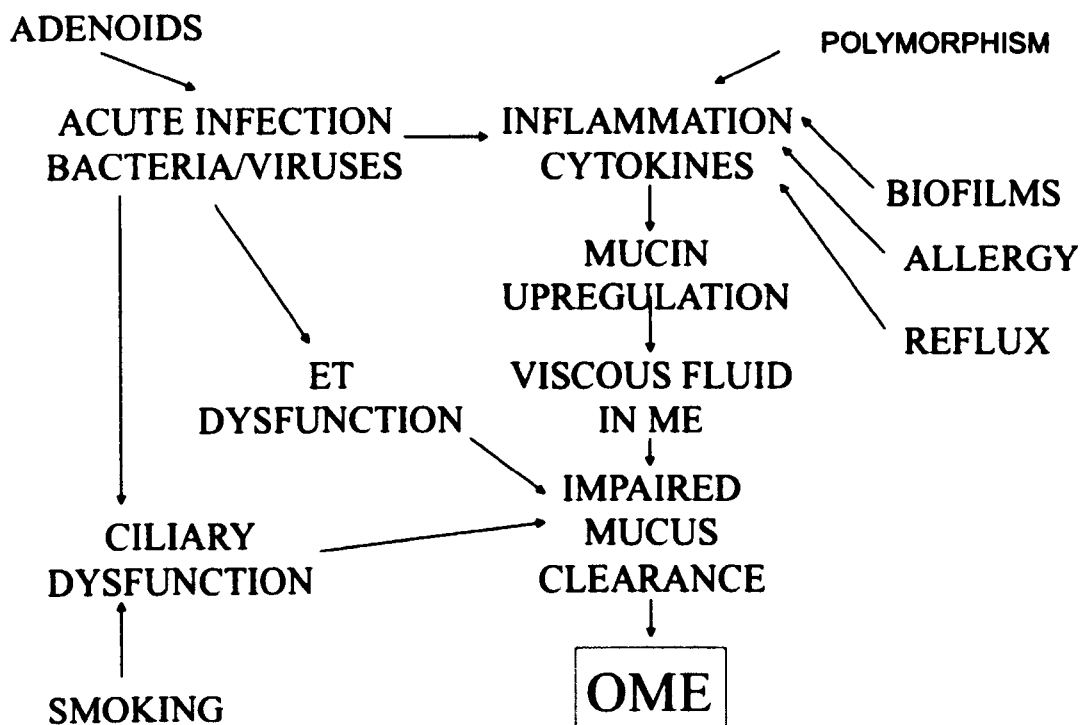 ADENOIDS
POLYMORPHISM
ACUTE INFECTION
BACTERIA/VIRUSES
INFLAMMATION
CYTOKINES
BIOFILMS
ALLERGY
REFLUX
MUCIN
UPREGULATION
ET
DYSFUNCTION
VISCOUS FLUID
IN ME
IMPAIRED
MUCUS
CLEARANCE
CILIARY
DYSFUNCTION
SMOKING
OME